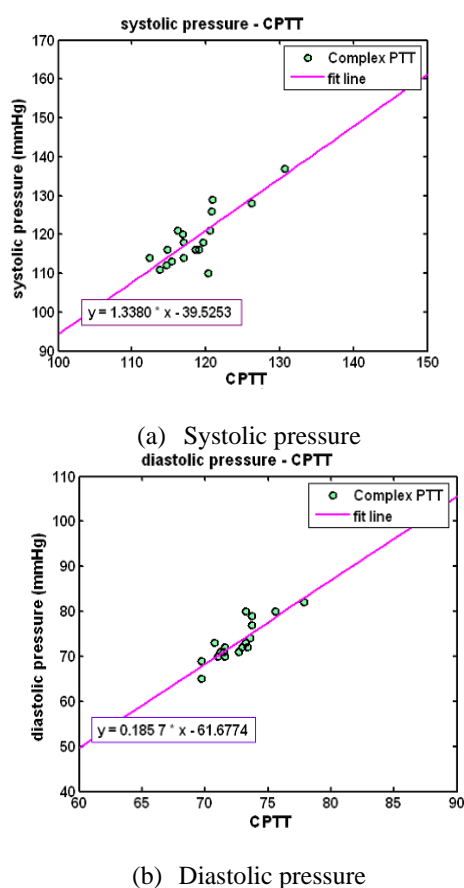 systolic pressure - CPTT
170
160
150
140
130
120
110
100
90
100
110
120
130
140
150
systolic pressure (mmHg)
CPTT
Complex PTT
fit line
y = 1.3380 * x - 39.5253
(a) Systolic pressure
diastolic pressure - CPTT
110
100
90
80
70
60
50
40
60
65
70
75
80
85
90
diastolic pressure (mmHg)
CPTT
Complex PTT
fit line
y = 0.185 7 * x - 61.6774
(b) Diastolic pressure